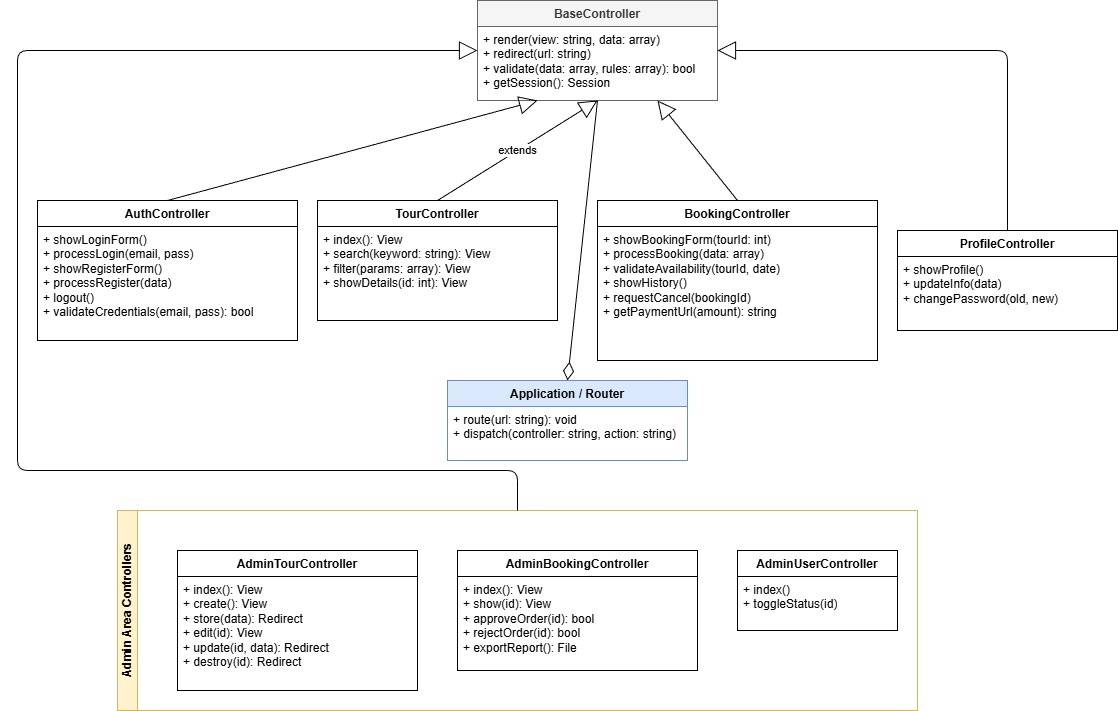 BaseController
+ render(view: string, data: array)
+ redirect(url: string)
+ validate(data: array, rules: array): bool
+ getSession(): Session
extends
AuthController
+ showLoginForm()
+ processLogin(email, pass)
+ showRegisterForm()
+ processRegister(data)
+ logout()
+ validateCredentials(email, pass): bool
TourController
+ index(): View
+ search(keyword: string): View
+ filter(params: array): View
+ showDetails(id: int): View
BookingController
+ showBookingForm(tourId: int)
+ processBooking(data: array)
+ validateAvailability(tourId, date)
+ showHistory()
+ requestCancel(bookingId)
+ getPaymentUrl(amount): string
ProfileController
+ showProfile()
+ updateInfo(data)
+ changePassword(old, new)
Application / Router
+ route(url: string): void
+ dispatch(controller: string, action: string)
Admin Area Controllers
AdminTourController
+ index(): View
+ create(): View
+ store(data): Redirect
+ edit(id): View
+ update(id, data): Redirect
+ destroy(id): Redirect
AdminBookingController
+ index(): View
+ show(id): View
+ approveOrder(id): bool
+ rejectOrder(id): bool
+ exportReport(): File
AdminUserController
+ index()
+ toggleStatus(id)